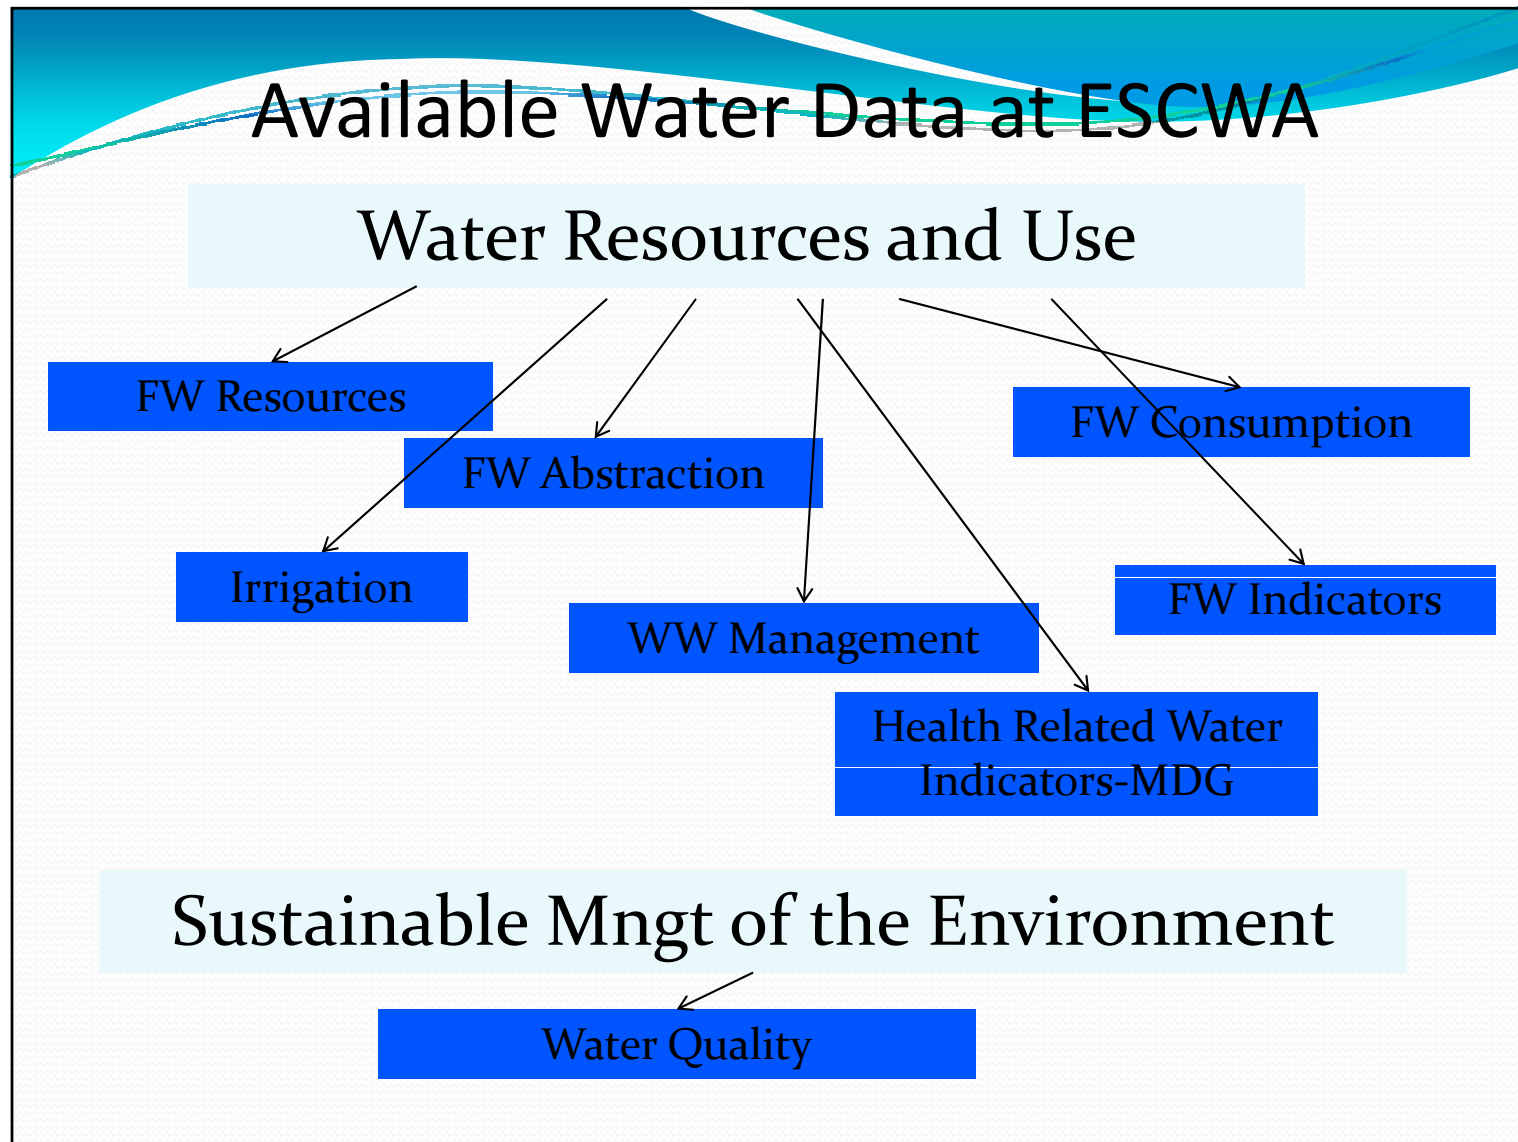 Available Water Data at ESCWA
Water Resources and Use
FW Resources
FW Consumption
FW Abstraction
Irrigation
FW Indicators
WW Management
Health Related Water
Indicators-MDG
Sustainable Mngt of the Environment
Water Quality